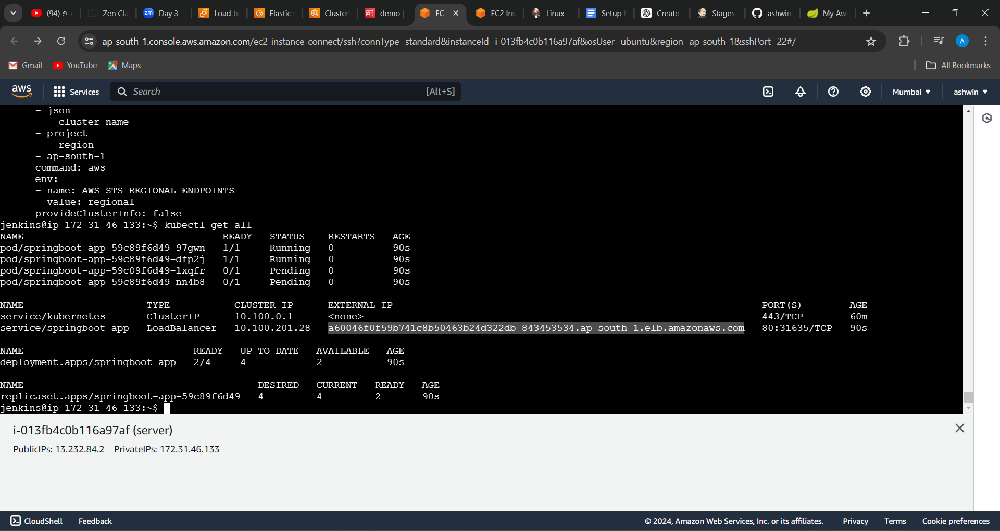 (94) உ
Zen Cla
Day 3 -
Load b
Elastic
Cluster
demo |
EC
EC2 Ins
Linux
Setup
Create
Stages
ashwin
My Aw
ap-south-1.console.aws.amazon.com/ec2-instance-connect/ssh?connType=standard&instanceId=i-013fb4c0b116a97af&osUser=ubuntu&region=ap-south-1&sshPort=22#/
A
Gmail YouTube Maps All Bookmarks
aws Services Search [Alt+S] Mumbai ▼ ashwin ▼
- json
- --cluster-name
- project
- --region
- ap-south-1
command: aws
env:
- name: AWS_STS_REGIONAL_ENDPOINTS
value: regional
provideClusterInfo: false
jenkins@ip-172-31-46-133:~$ kubectl get all
NAME READY STATUS RESTARTS AGE
pod/springboot-app-59c89f6d49-97gwn 1/1 Running 0 90s
pod/springboot-app-59c89f6d49-dfp2j 1/1 Running 0 90s
pod/springboot-app-59c89f6d49-lxqfr 0/1 Pending 0 90s
pod/springboot-app-59c89f6d49-nn4b8 0/1 Pending 0 90s
NAME TYPE CLUSTER-IP EXTERNAL-IP PORT(S) AGE
service/kubernetes ClusterIP 10.100.0.1 <none> 443/TCP 60m
service/springboot-app LoadBalancer 10.100.201.28 a60046f0f59b741c8b50463b24d322db-843453534.ap-south-1.elb.amazonaws.com 80:31635/TCP 90s
NAME READY UP-TO-DATE AVAILABLE AGE
deployment.apps/springboot-app 2/4 4 2 90s
NAME DESIRED CURRENT READY AGE
replicaset.apps/springboot-app-59c89f6d49 4 4 2 90s
jenkins@ip-172-31-46-133:~$
i-013fb4c0b116a97af (server)
PublicIPs: 13.232.84.2 PrivateIPs: 172.31.46.133
CloudShell Feedback © 2024, Amazon Web Services, Inc. or its affiliates. Privacy Terms Cookie preferences